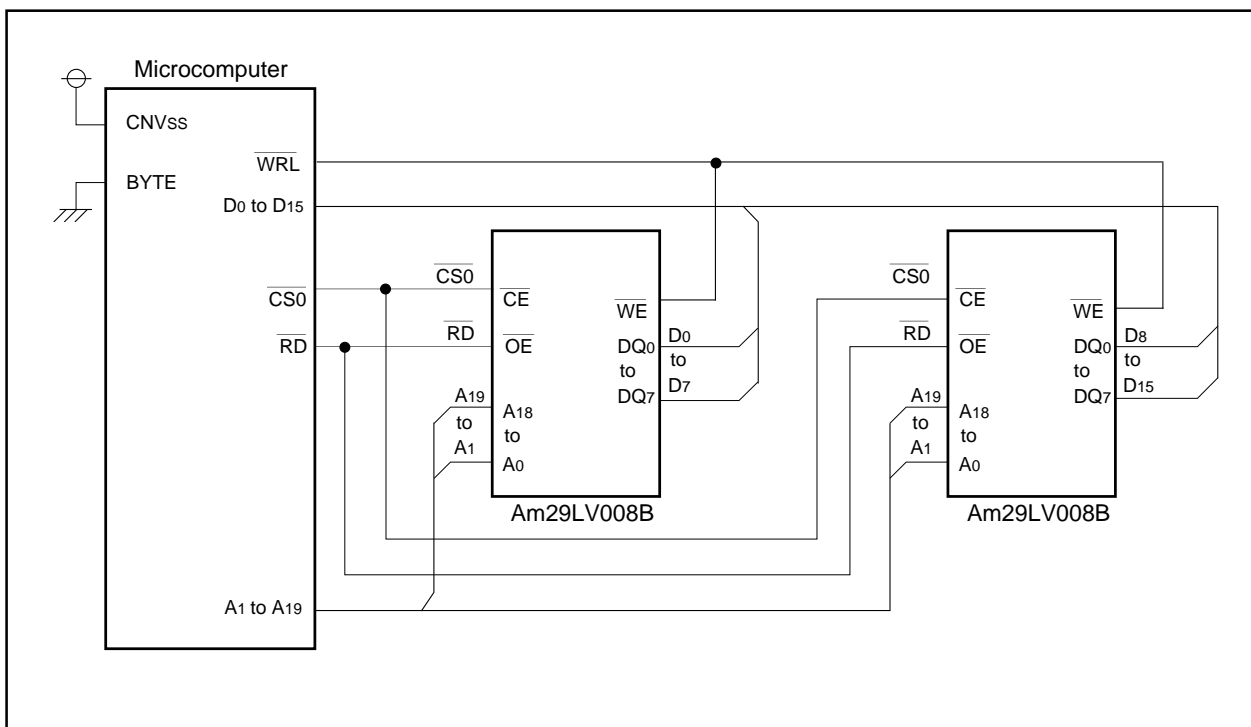 Microcomputer
CNVss
BYTE
WRL
D0 to D15
CS0
RD
A1 to A19
CS0
RD
A19
to
A1
CE
OE
A18
to
A0
WE
DQ0
to
DQ7
D0
to
D7
Am29LV008B
CS0
RD
A19
to
A1
CE
OE
A18
to
A0
WE
DQ0
to
DQ7
D8
to
D15
Am29LV008B